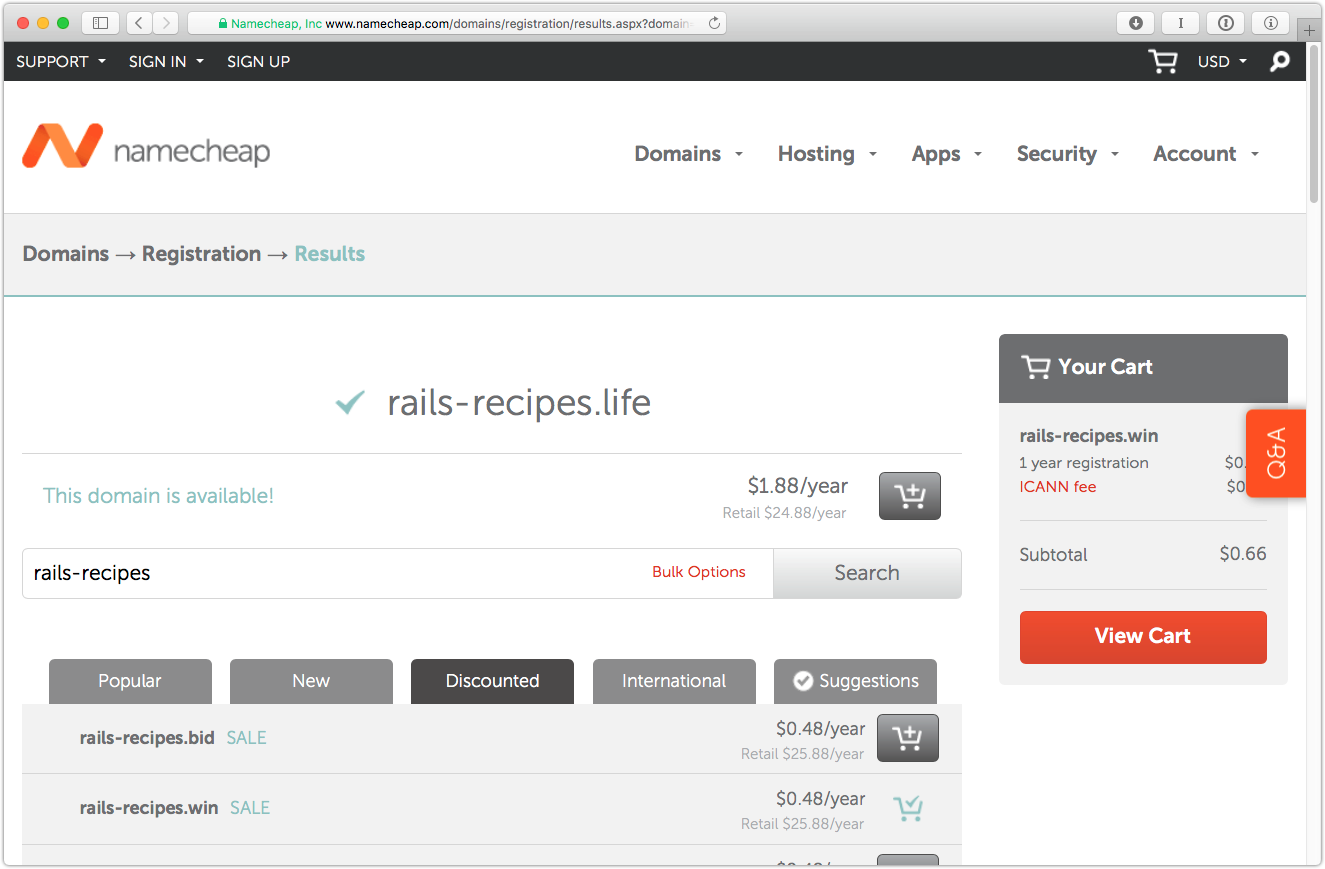 Namecheap, Inc www.namecheap.com/domains/registration/results.aspx?domain
SUPPORT SIGN IN SIGN UP USD
namecheap
Domains Hosting Apps Security Account
Domains → Registration → Results
rails-recipes.life
This domain is available!
$1.88/year
Retail $24.88/year
rails-recipes Bulk Options Search
Popular New Discounted International Suggestions
rails-recipes.bid SALE
$0.48/year
Retail $25.88/year
rails-recipes.win SALE
$0.48/year
Retail $25.88/year
Your Cart
rails-recipes.win
1 year registration $0.
ICANN fee $0
Q&A
Subtotal $0.66
View Cart